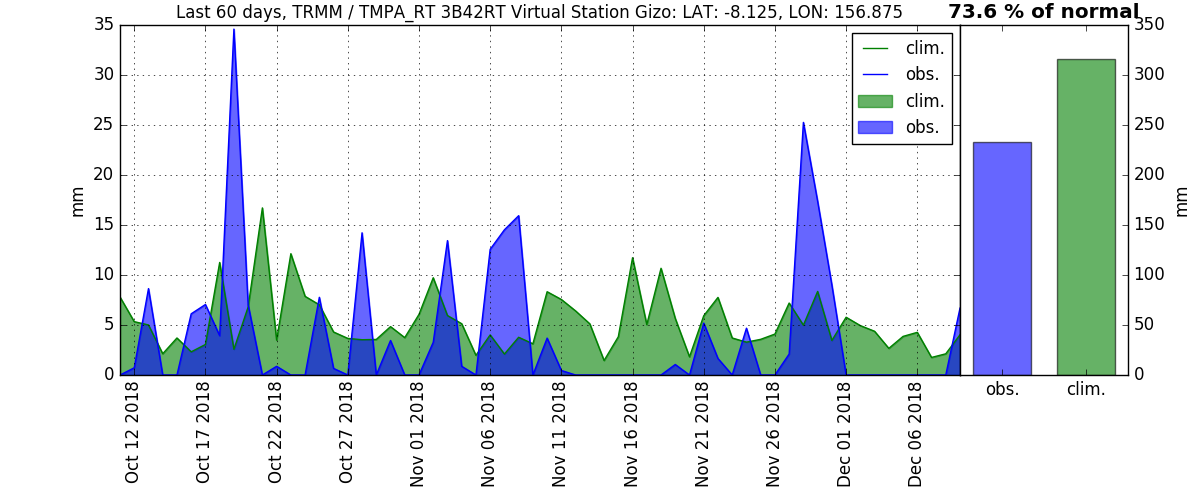 Last 60 days, TRMM / TMPA_RT 3B42RT Virtual Station Gizo: LAT: -8.125, LON: 156.875
73.6 % of normal
35
30
25
20
15
10
5
0
mm
clim.
obs.
clim.
obs.
Oct 12 2018
Oct 17 2018
Oct 22 2018
Oct 27 2018
Nov 01 2018
Nov 06 2018
Nov 11 2018
Nov 16 2018
Nov 21 2018
Nov 26 2018
Dec 01 2018
Dec 06 2018
350
300
250
200
150
100
50
0
mm
obs.
clim.